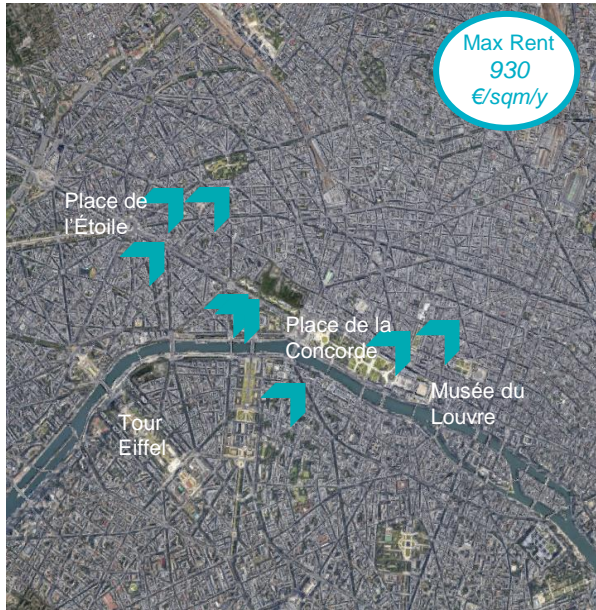 Max Rent
930
€/sqm/y
Place de
l'Étoile
Place de la
Concorde
Musée du
Louvre
Tour
Eiffel